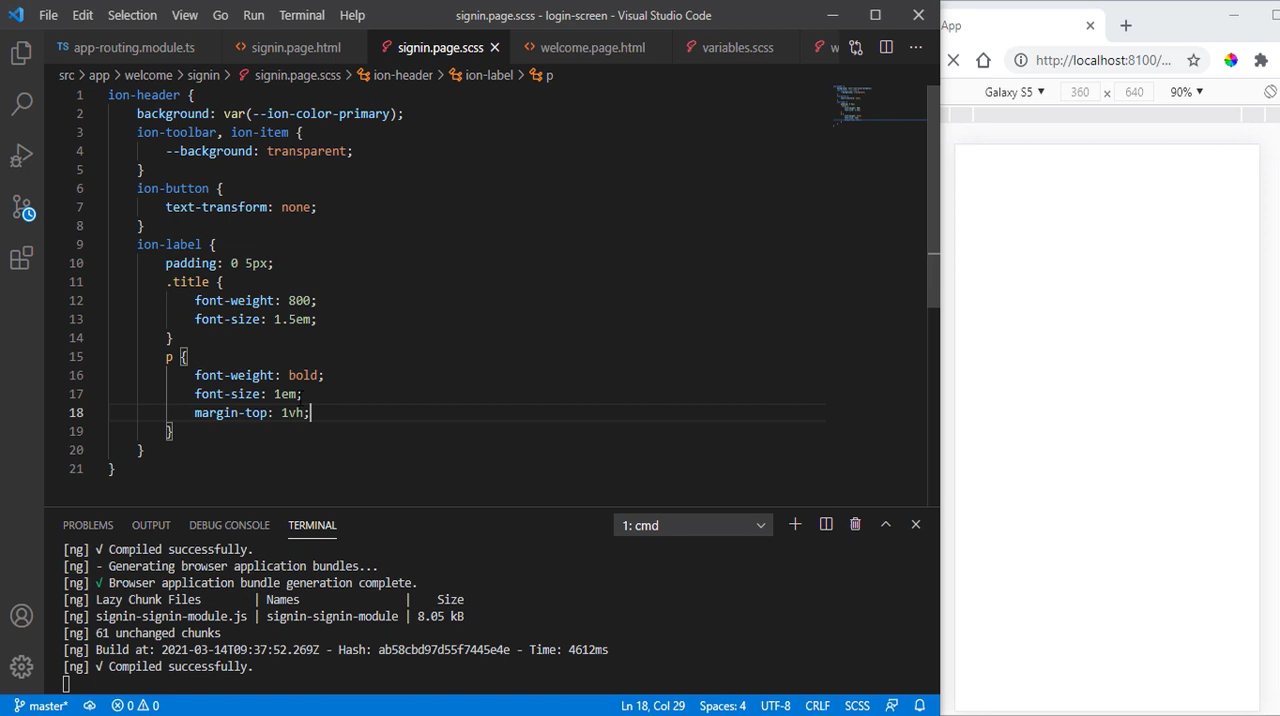 File Edit Selection View Go Run Terminal Help signin.page.scss - login-screen - Visual Studio Code
TS app-routing.module.ts <> signin.page.html signin.page.scss <> welcome.page.html variables.scss w
src > app > welcome > signin > signin.page.scss > ion-header > ion-label > p
1 ion-header {
2 background: var(--ion-color-primary);
3 ion-toolbar, ion-item {
4 --background: transparent;
5 }
6 ion-button {
7 text-transform: none;
8 }
9 ion-label {
10 padding: 0 5px;
11 .title {
12 font-weight: 800;
13 font-size: 1.5em;
14 }
15 p {
16 font-weight: bold;
17 font-size: 1em;
18 margin-top: 1vh;
19 }
20 }
21 }
PROBLEMS OUTPUT DEBUG CONSOLE TERMINAL 1: cmd
[ng] √ Compiled successfully.
[ng] - Generating browser application bundles...
[ng] √ Browser application bundle generation complete.
[ng] Lazy Chunk Files | Names | Size
[ng] signin-signin-module.js | signin-signin-module | 8.05 kB
[ng] 61 unchanged chunks
[ng] Build at: 2021-03-14T09:37:52.269Z - Hash: ab58cbd97d55f7445e4e - Time: 4612ms
[ng] √ Compiled successfully.
master* 0 0 Ln 18, Col 29 Spaces: 4 UTF-8 CRLF SCSS
App
http://localhost:8100/...
Galaxy S5 360 x 640 90%